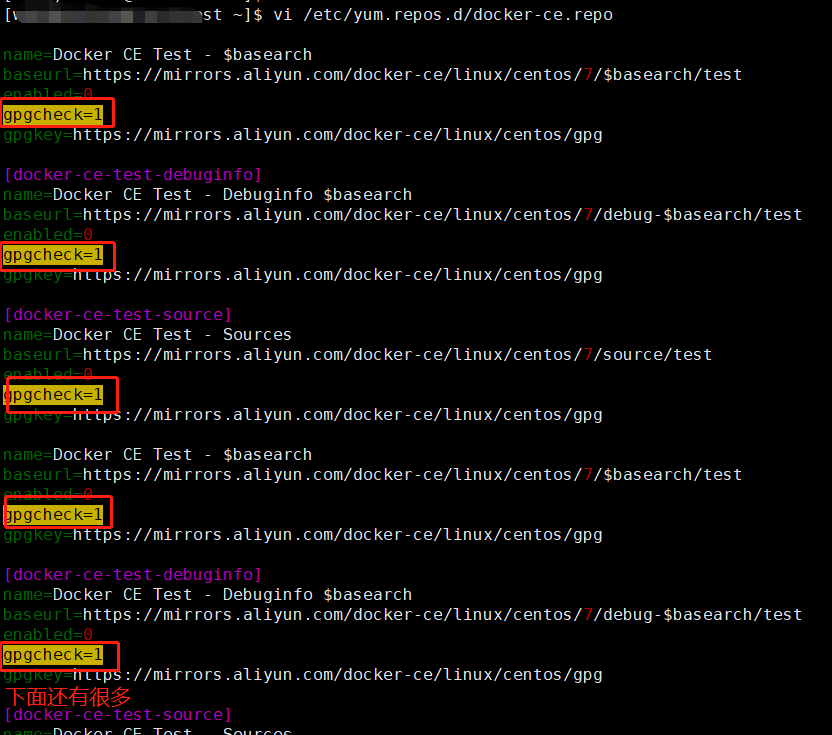 st ~]$ vi /etc/yum.repos.d/docker-ce.repo
name=Docker CE Test - $basearch
baseurl=https://mirrors.aliyun.com/docker-ce/linux/centos/7/$basearch/test
enabled=0
gpgcheck=1
gpgkey=https://mirrors.aliyun.com/docker-ce/linux/centos/gpg
[docker-ce-test-debuginfo]
name=Docker CE Test - Debuginfo $basearch
baseurl=https://mirrors.aliyun.com/docker-ce/linux/centos/7/debug-$basearch/test
enabled=0
gpgcheck=1
gpgkey=https://mirrors.aliyun.com/docker-ce/linux/centos/gpg
[docker-ce-test-source]
name=Docker CE Test - Sources
baseurl=https://mirrors.aliyun.com/docker-ce/linux/centos/7/source/test
enabled=0
gpgcheck=1
gpgkey=https://mirrors.aliyun.com/docker-ce/linux/centos/gpg
name=Docker CE Test - $basearch
baseurl=https://mirrors.aliyun.com/docker-ce/linux/centos/7/$basearch/test
enabled=0
gpgcheck=1
gpgkey=https://mirrors.aliyun.com/docker-ce/linux/centos/gpg
[docker-ce-test-debuginfo]
name=Docker CE Test - Debuginfo $basearch
baseurl=https://mirrors.aliyun.com/docker-ce/linux/centos/7/debug-$basearch/test
enabled=0
gpgcheck=1
gpgkey=https://mirrors.aliyun.com/docker-ce/linux/centos/gpg
下面还有很多
[docker-ce-test-source]
name=Docker CE Test - Sources